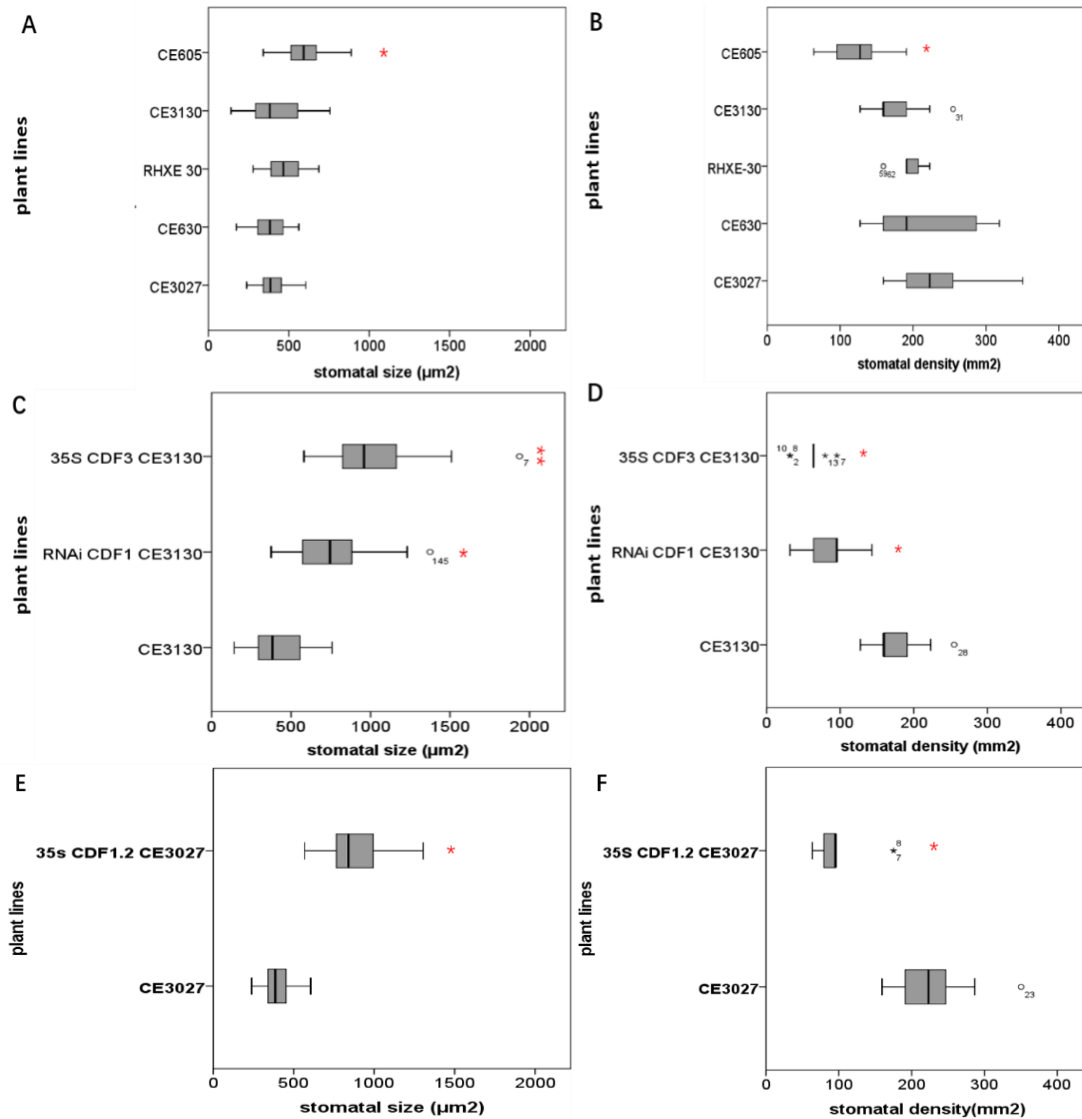 A
plant lines
CE605
*
CE3130
RHXE 30
CE630
CE3027
0 500 1000 1500 2000
stomatal size (µm2)
B
plant lines
CE605
*
CE3130
31
RHXE-30
5962
CE630
CE3027
0 100 200 300 400
stomatal density (mm2)
C
plant lines
35S CDF3 CE3130
7
**
RNAi CDF1 CE3130
145
*
CE3130
0 500 1000 1500 2000
stomatal size (µm2)
D
plant lines
35S CDF3 CE3130
10 8
2
13 7
*
RNAi CDF1 CE3130
*
CE3130
28
0 100 200 300 400
stomatal density (mm2)
E
plant lines
35s CDF1.2 CE3027
*
CE3027
0 500 1000 1500 2000
stomatal size (µm2)
F
plant lines
35S CDF1.2 CE3027
8
7
*
CE3027
23
0 100 200 300 400
stomatal density(mm2)